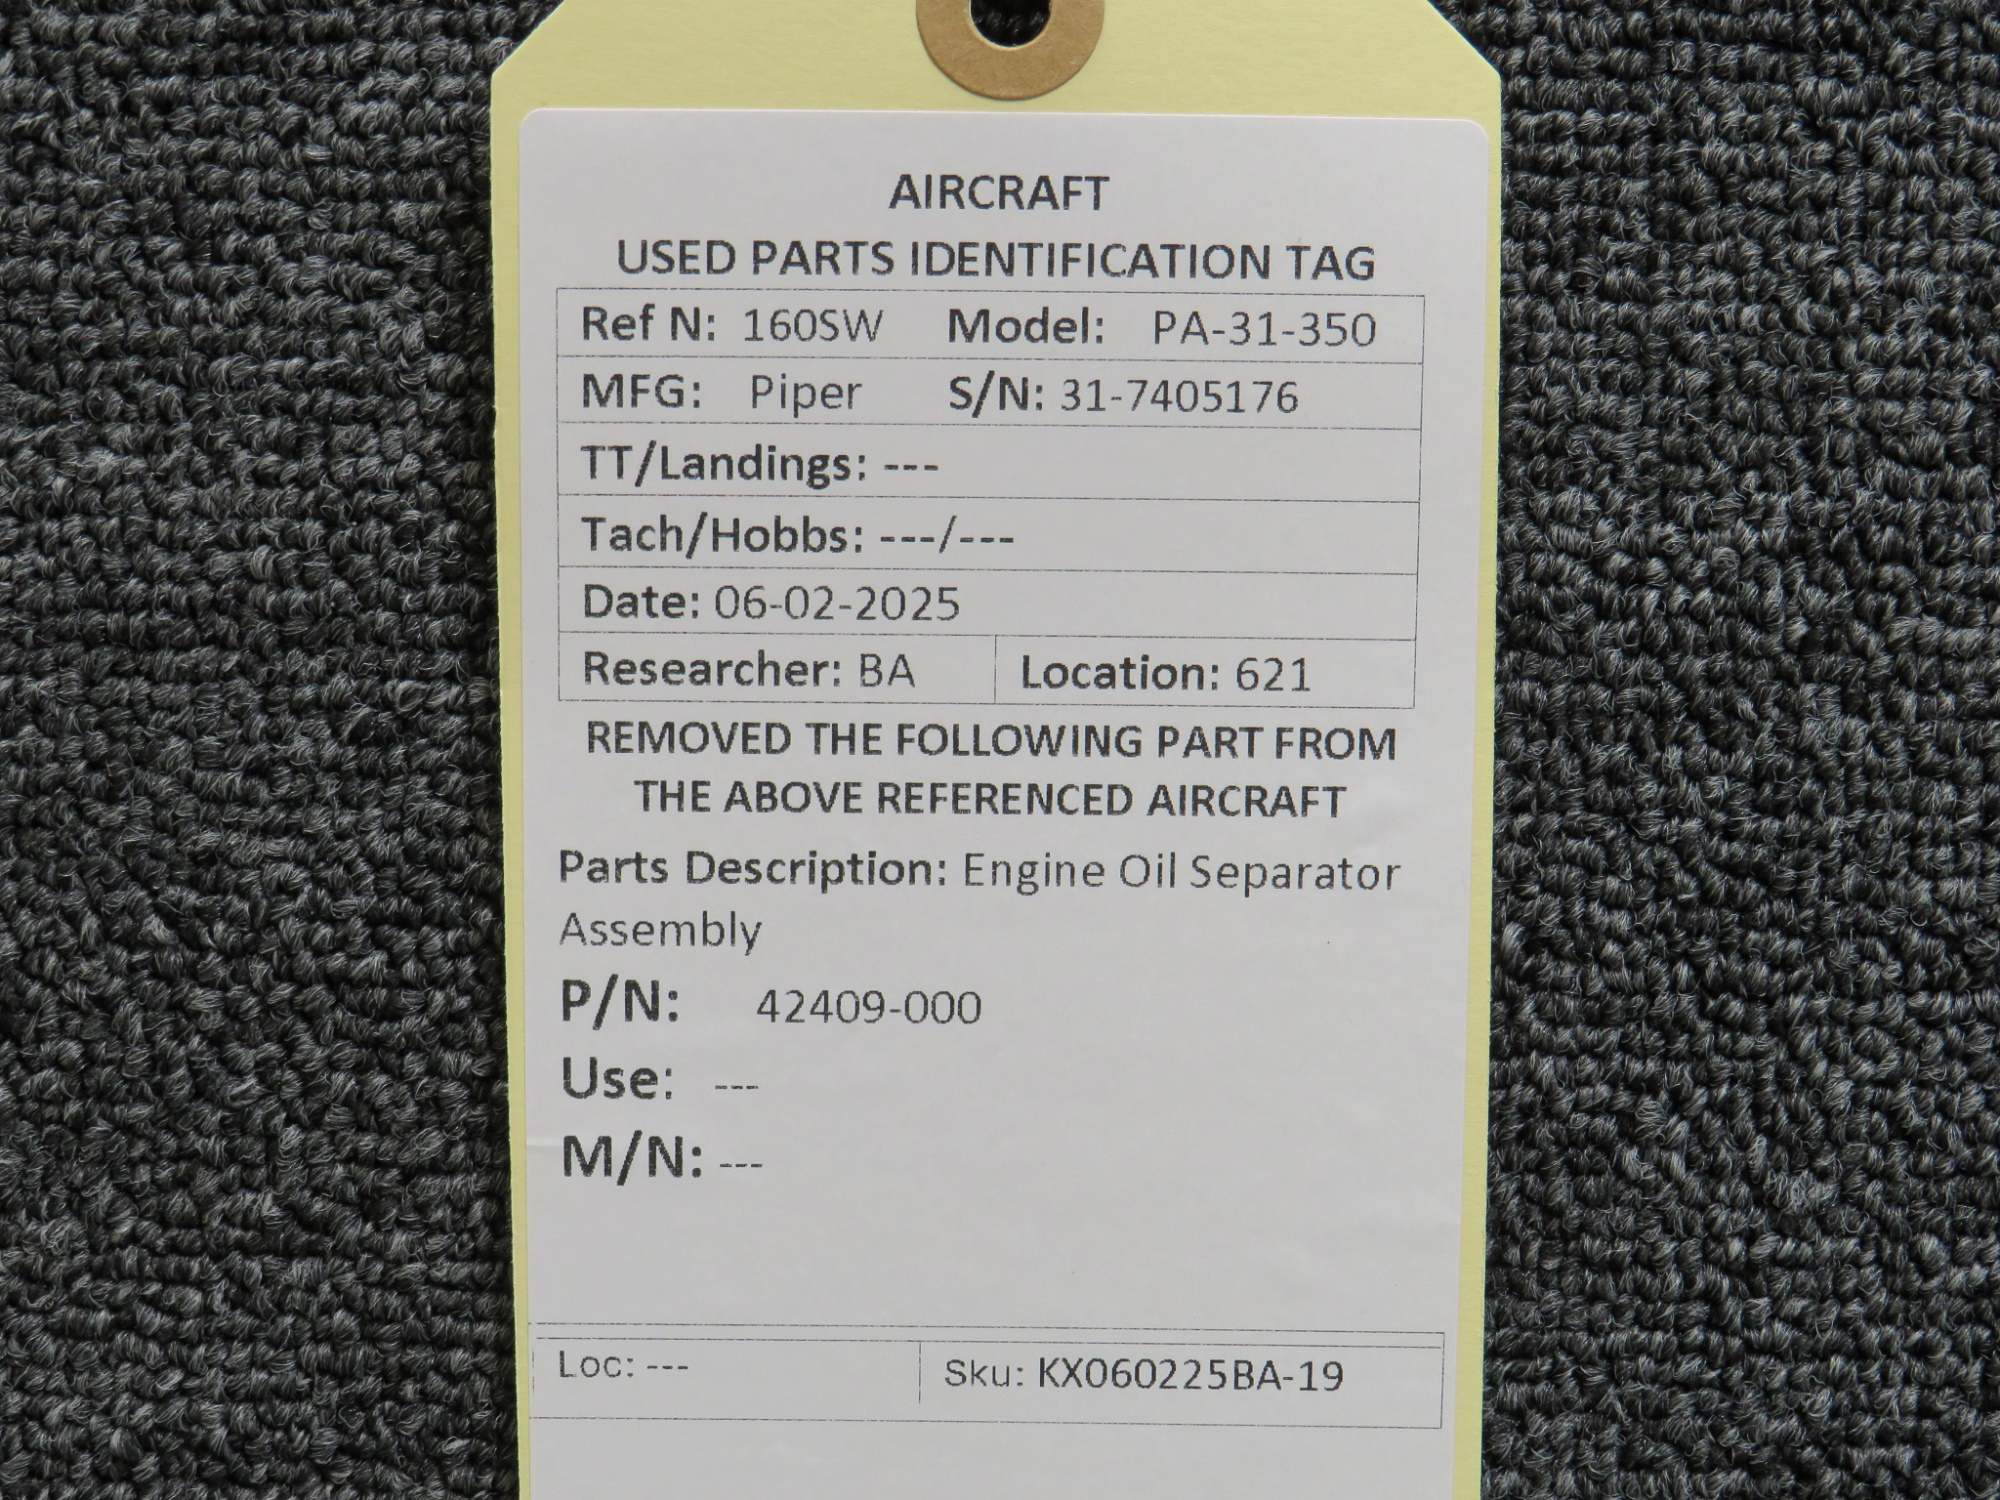 AIRCRAFT
USED PARTS IDENTIFICATION TAG
Ref N: 160SW Model: PA-31-350
MFG: Piper S/N: 31-7405176
TT/Landings: ---
Tach/Hobbs: ---/---
Date: 06-02-2025
Researcher: BA Location: 621
REMOVED THE FOLLOWING PART FROM
THE ABOVE REFERENCED AIRCRAFT
Parts Description: Engine Oil Separator
Assembly
P/N: 42409-000
Use: ---
M/N: ---
Loc: --- Sku: KX060225BA-19